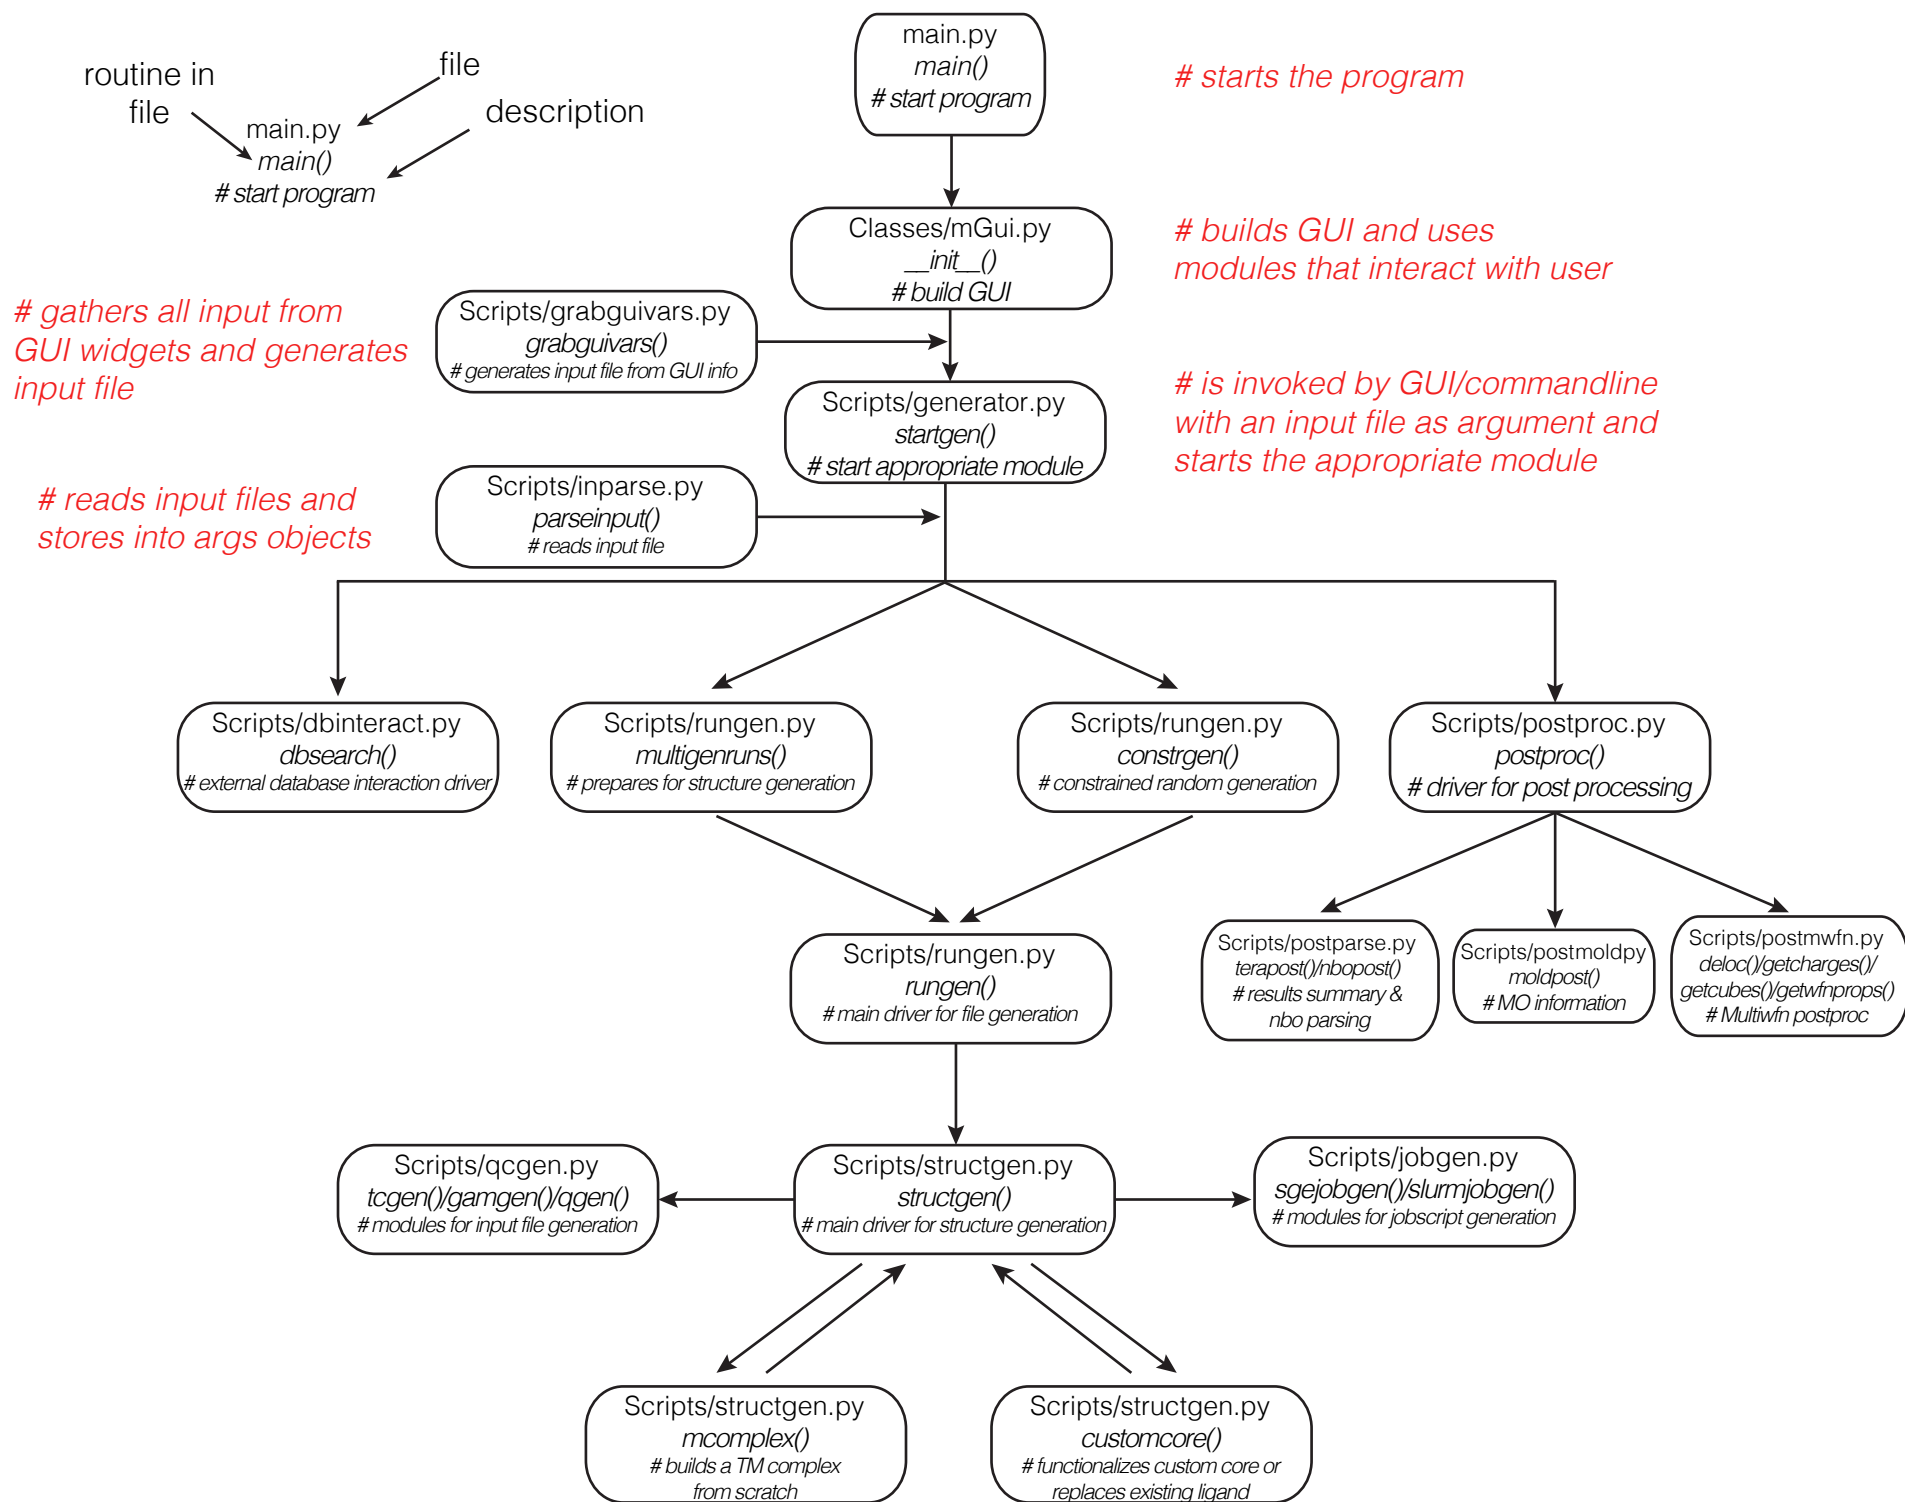 main.py
main()
# start program
# starts the program
routine in
file
file
description
main.py
main()
# start program
Classes/mGui.py
__init__()
# build GUI
# builds GUI and uses
modules that interact with user
# gathers all input from
GUI widgets and generates
input file
Scripts/grabguivars.py
grabguivars()
# generates input file from GUI info
Scripts/generator.py
startgen()
# start appropriate module
# is invoked by GUI/commandline
with an input file as argument and
starts the appropriate module
# reads input files and
stores into args objects
Scripts/inparse.py
parseinput()
# reads input file
Scripts/dbinteract.py
dbsearch()
# external database interaction driver
Scripts/rungen.py
multigenruns()
# prepares for structure generation
Scripts/rungen.py
constrgen()
# constrained random generation
Scripts/postproc.py
postproc()
# driver for post processing
Scripts/rungen.py
rungen()
# main driver for file generation
Scripts/postparse.py
terapost()/nbopost()
# results summary &
nbo parsing
Scripts/postmoldpy
moldpost()
# MO information
Scripts/postmwfn.py
deloc()/getcharges()/
getcubes()/getwfnprops()
# Multiwfn postproc
Scripts/qcgen.py
tcgen()/gamgen()/qgen()
# modules for input file generation
Scripts/structgen.py
structgen()
# main driver for structure generation
Scripts/jobgen.py
sgejobgen()/slurmjobgen()
# modules for jobscript generation
Scripts/structgen.py
mcomplex()
# builds a TM complex
from scratch
Scripts/structgen.py
customcore()
# functionalizes custom core or
replaces existing ligand